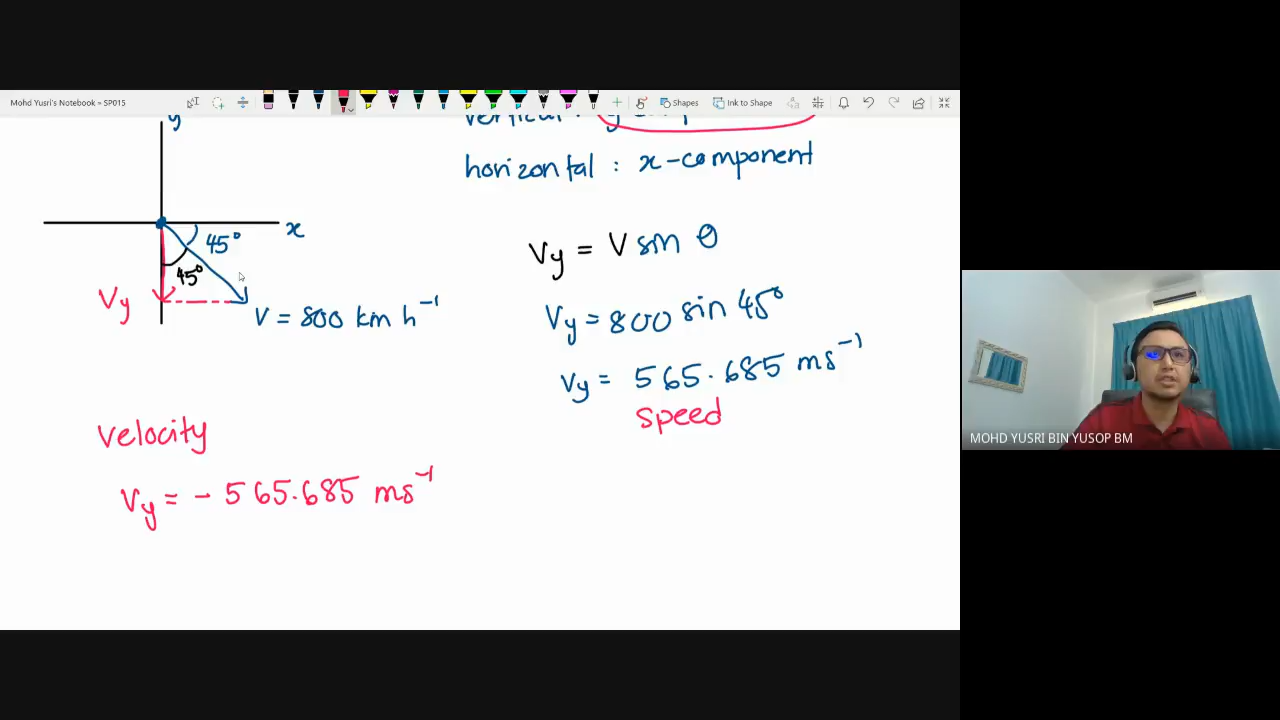 Mohd Yusri's Notebook » SP015
Shapes
Ink to Shape
y
vertical :
horizontal : x-component
x
45°
45°
Vy
V = 800 km h⁻¹
Vy = V sin θ
Vy = 800 sin 45°
Vy = 565.685 ms⁻¹
speed
velocity
Vy = - 565.685 ms⁻¹
MOHD YUSRI BIN YUSOP BM